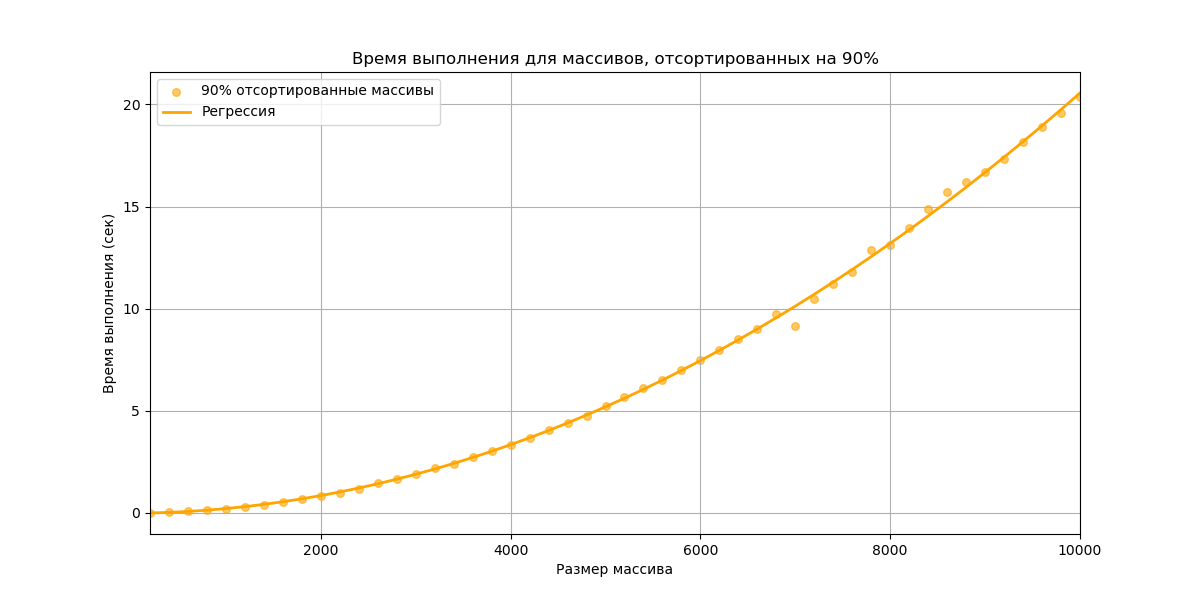 Время выполнения для массивов, отсортированных на 90%
90% отсортированные массивы
Регрессия
20
15
10
5
0
Время выполнения (сек)
2000
4000
6000
8000
10000
Размер массива